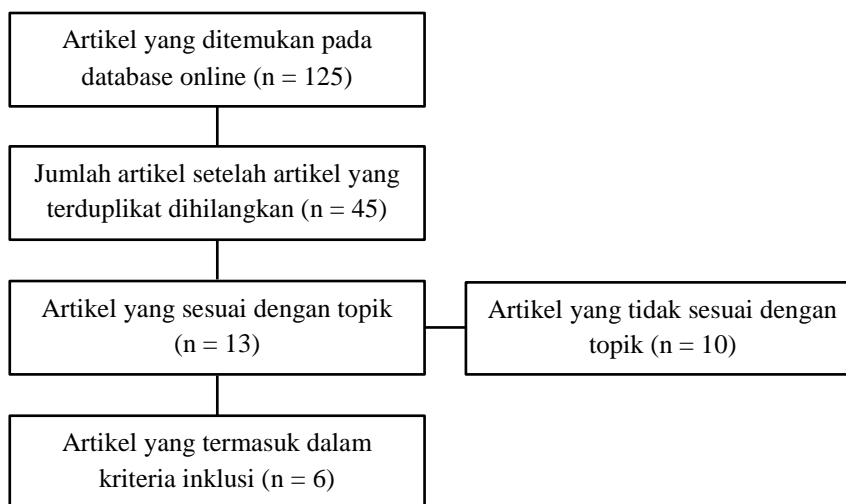 Artikel yang ditemukan pada
database online (n = 125)
Jumlah artikel setelah artikel yang
terduplikat dihilangkan (n = 45)
Artikel yang sesuai dengan topik
(n = 13)
Artikel yang tidak sesuai dengan
topik (n = 10)
Artikel yang termasuk dalam
kriteria inklusi (n = 6)